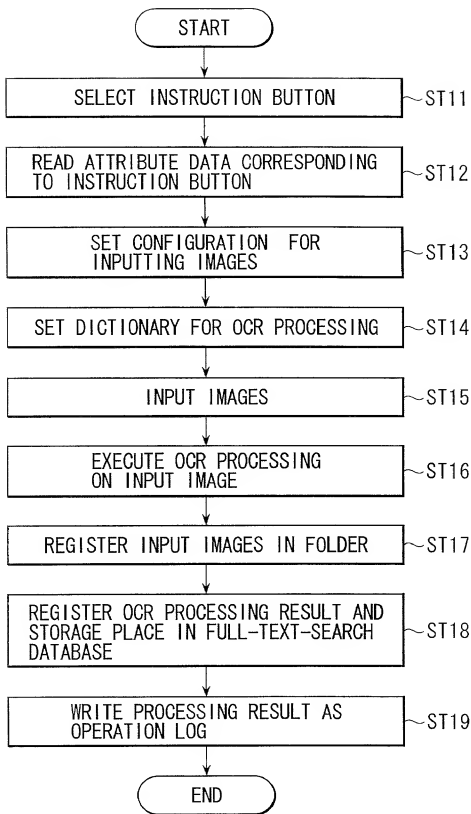 START
SELECT INSTRUCTION BUTTON
ST11
READ ATTRIBUTE DATA CORRESPONDING
TO INSTRUCTION BUTTON
ST12
SET CONFIGURATION FOR
INPUTTING IMAGES
ST13
SET DICTIONARY FOR OCR PROCESSING
ST14
INPUT IMAGES
ST15
EXECUTE OCR PROCESSING
ON INPUT IMAGE
ST16
REGISTER INPUT IMAGES IN FOLDER
ST17
REGISTER OCR PROCESSING RESULT AND
STORAGE PLACE IN FULL-TEXT-SEARCH
DATABASE
ST18
WRITE PROCESSING RESULT AS
OPERATION LOG
ST19
END